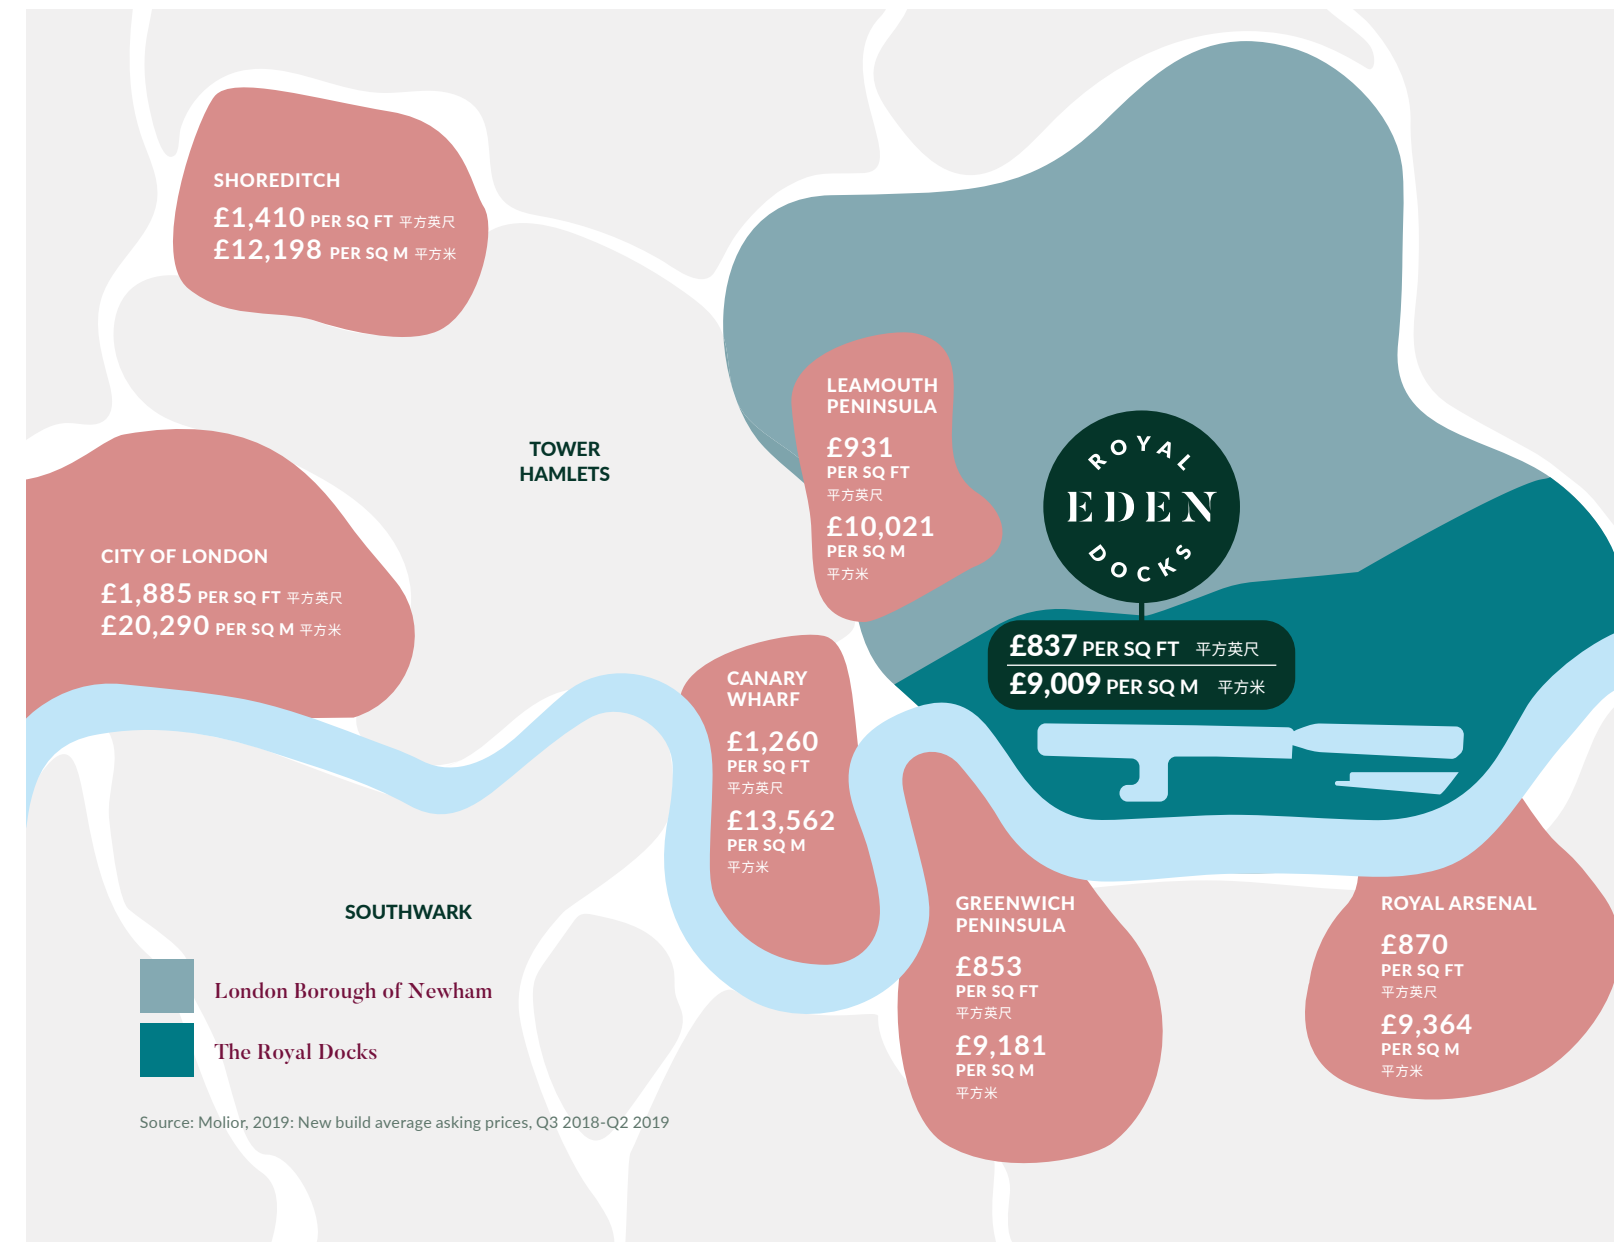 SHOREDITCH
£1,410 PER SQ FT 平方英尺
£12,198 PER SQ M 平方米
LEAMOUTH
PENINSULA
£931
PER SQ FT
平方英尺
£10,021
PER SQ M
平方米
TOWER
HAMLETS
ROYAL
EDEN
DOCKS
£837 PER SQ FT 平方英尺
£9,009 PER SQ M 平方米
CITY OF LONDON
£1,885 PER SQ FT 平方英尺
£20,290 PER SQ M 平方米
CANARY
WHARF
£1,260
PER SQ FT
平方英尺
£13,562
PER SQ M
平方米
GREENWICH
PENINSULA
£853
PER SQ FT
平方英尺
£9,181
PER SQ M
平方米
ROYAL ARSENAL
£870
PER SQ FT
平方英尺
£9,364
PER SQ M
平方米
SOUTHWARK
London Borough of Newham
The Royal Docks
Source: Molior, 2019: New build average asking prices, Q3 2018-Q2 2019